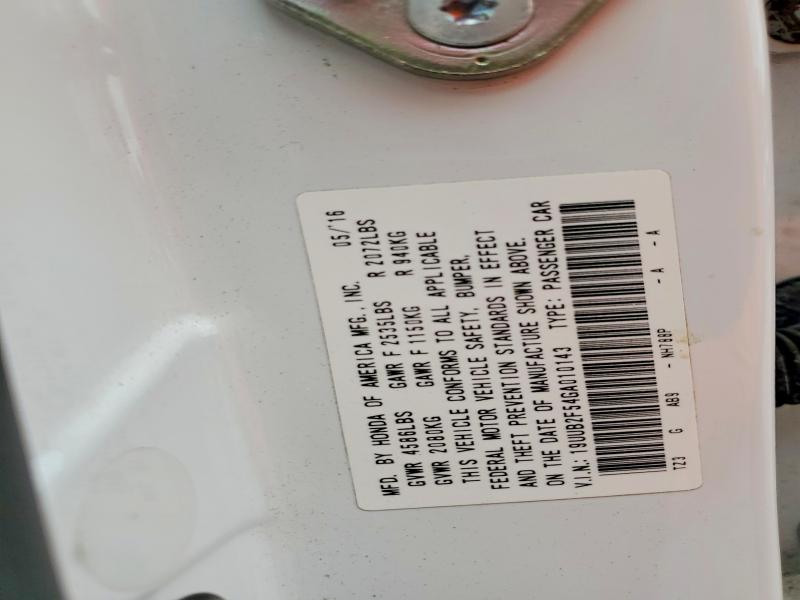 MFD. BY HONDA OF AMERICA MFG., INC. 05/'16
GVWR 4586LBS GAWR F 2535LBS R 2072LBS
GVWR 2080KG GAWR F 1150KG R 940KG
THIS VEHICLE CONFORMS TO ALL APPLICABLE
FEDERAL MOTOR VEHICLE SAFETY, BUMPER,
AND THEFT PREVENTION STANDARDS IN EFFECT
ON THE DATE OF MANUFACTURE SHOWN ABOVE.
V.I.N: 19UUB2F54GA010143 TYPE: PASSENGER CAR
TZ3 G AB9 - NH788P - A - A